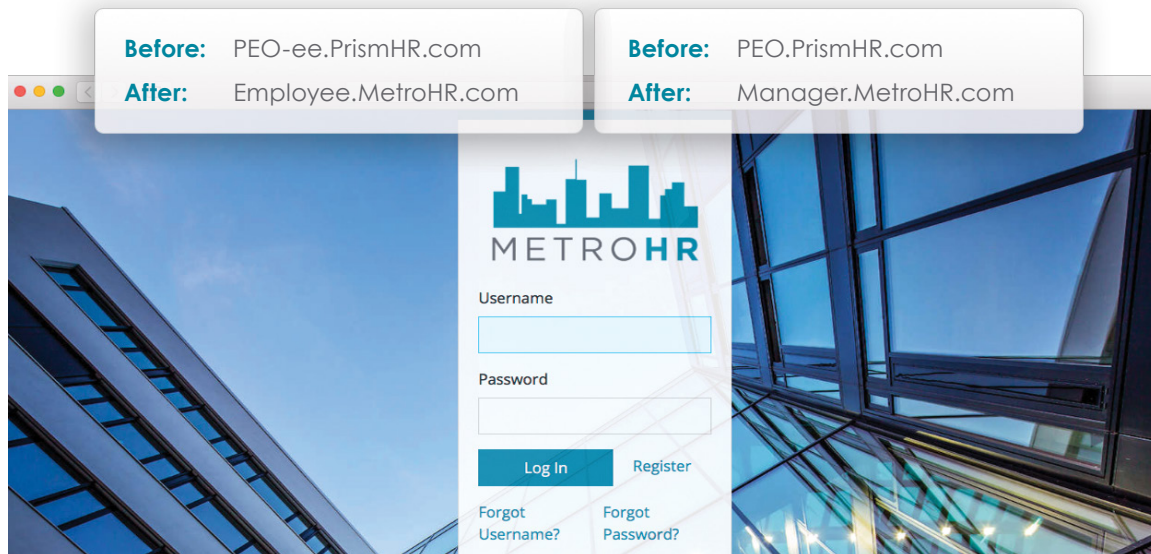 Before: PEO-ee.PrismHR.com
After: Employee.MetroHR.com
Before: PEO.PrismHR.com
After: Manager.MetroHR.com
METROHR
Username
Password
Log In
Register
Forgot
Username?
Forgot
Password?